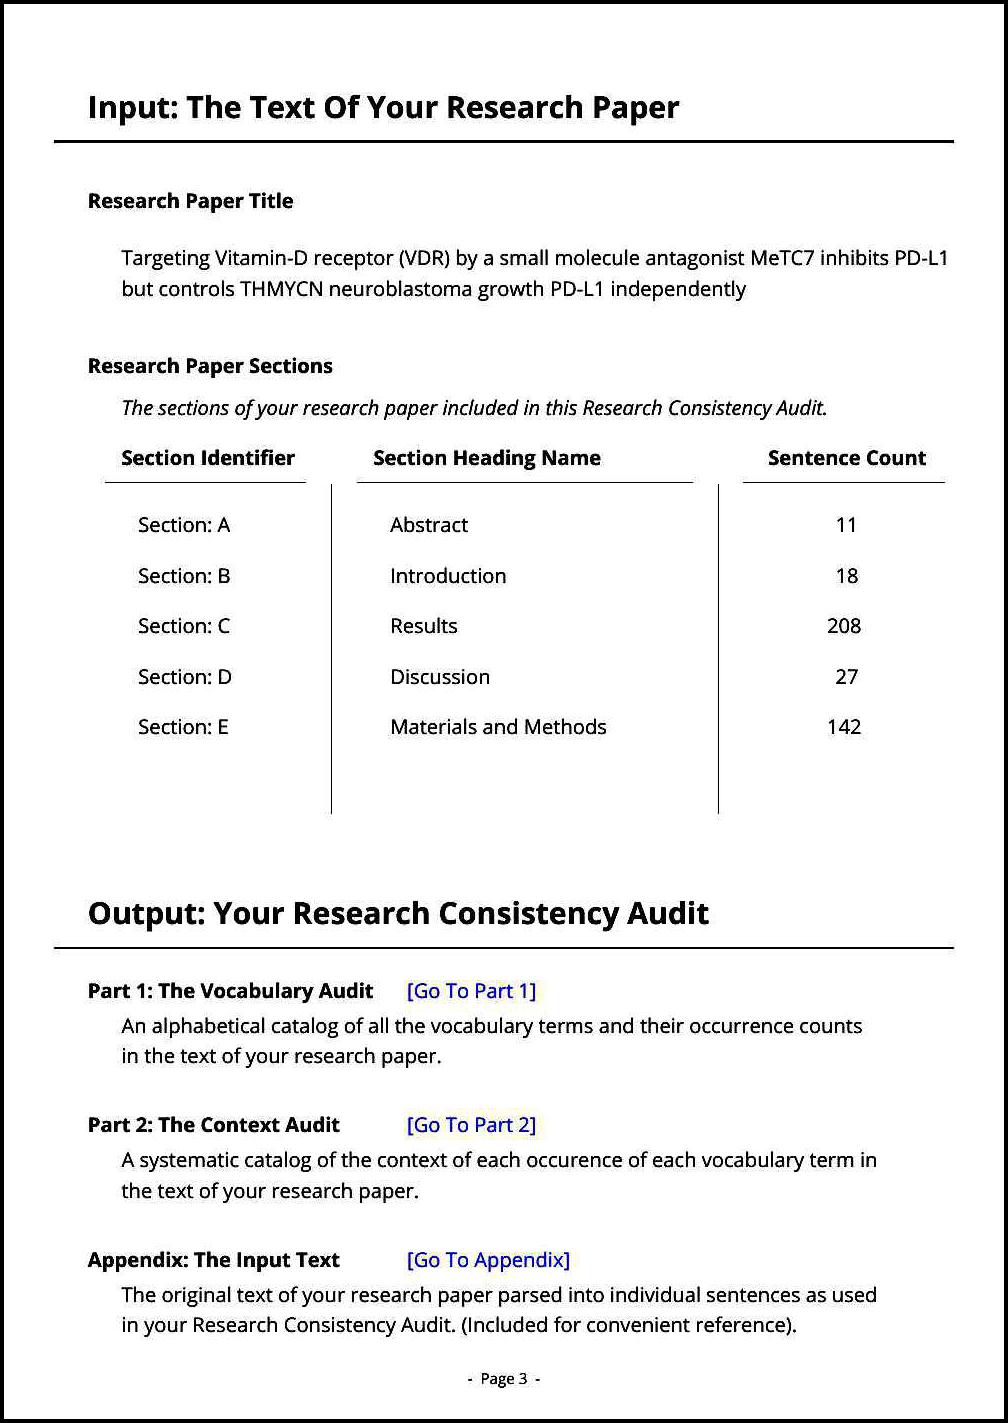 Input: The Text Of Your Research Paper
Research Paper Title
Targeting Vitamin-D receptor (VDR) by a small molecule antagonist MeTC7 inhibits PD-L1
but controls THMYCN neuroblastoma growth PD-L1 independently
Research Paper Sections
The sections of your research paper included in this Research Consistency Audit.
Section Identifier Section Heading Name Sentence Count
Section: A Abstract 11
Section: B Introduction 18
Section: C Results 208
Section: D Discussion 27
Section: E Materials and Methods 142
Output: Your Research Consistency Audit
Part 1: The Vocabulary Audit [Go To Part 1]
An alphabetical catalog of all the vocabulary terms and their occurrence counts
in the text of your research paper.
Part 2: The Context Audit [Go To Part 2]
A systematic catalog of the context of each occurence of each vocabulary term in
the text of your research paper.
Appendix: The Input Text [Go To Appendix]
The original text of your research paper parsed into individual sentences as used
in your Research Consistency Audit. (Included for convenient reference).
- Page 3 -